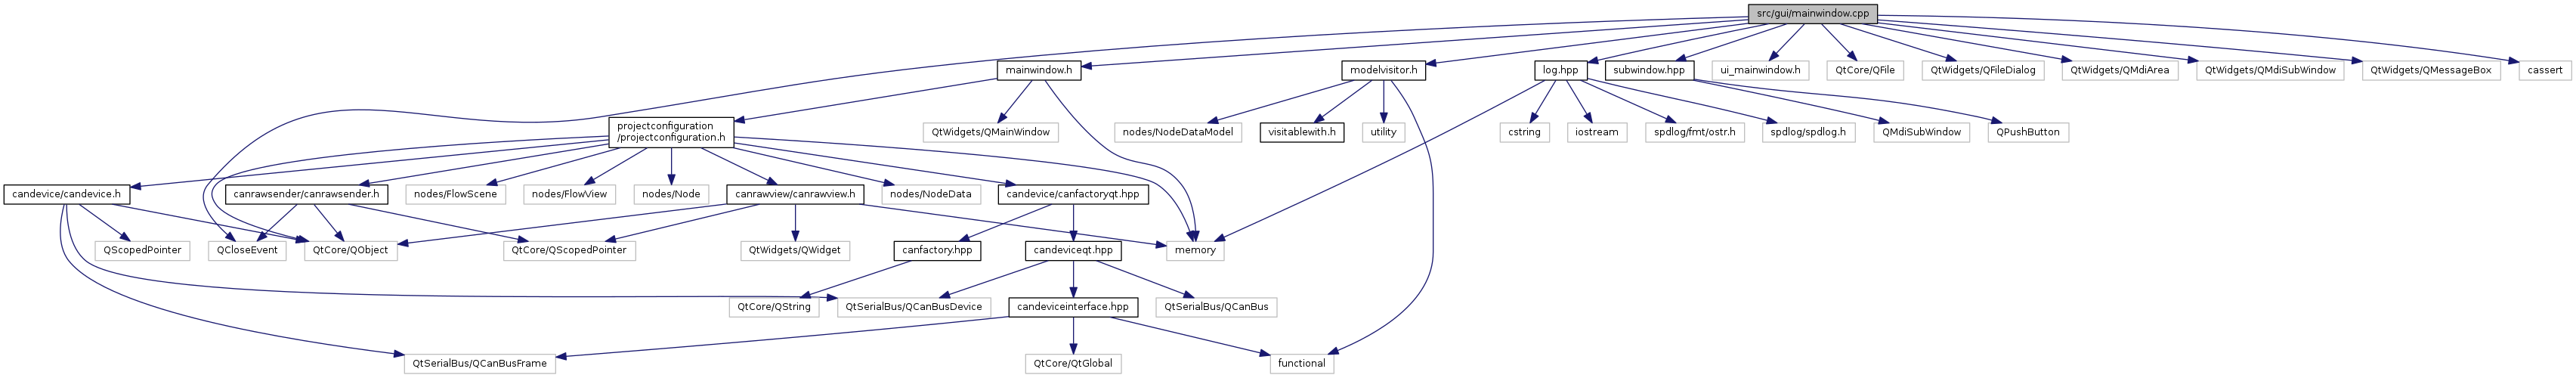 src/gui/mainwindow.cpp
mainwindow.h
modelvisitor.h
log.hpp
subwindow.hpp
ui_mainwindow.h
QtCore/QFile
QtWidgets/QFileDialog
QtWidgets/QMdiArea
QtWidgets/QMdiSubWindow
QtWidgets/QMessageBox
cassert
projectconfiguration
/projectconfiguration.h
QtWidgets/QMainWindow
nodes/NodeDataModel
visitablewith.h
utility
cstring
iostream
spdlog/fmt/ostr.h
spdlog/spdlog.h
QMdiSubWindow
QPushButton
candevice/candevice.h
canrawsender/canrawsender.h
nodes/FlowScene
nodes/FlowView
nodes/Node
canrawview/canrawview.h
nodes/NodeData
candevice/canfactoryqt.hpp
QScopedPointer
QCloseEvent
QtCore/QObject
QtCore/QScopedPointer
QtWidgets/QWidget
canfactory.hpp
candeviceqt.hpp
memory
QtCore/QString
QtSerialBus/QCanBusDevice
candeviceinterface.hpp
QtSerialBus/QCanBus
QtSerialBus/QCanBusFrame
QtCore/QtGlobal
functional